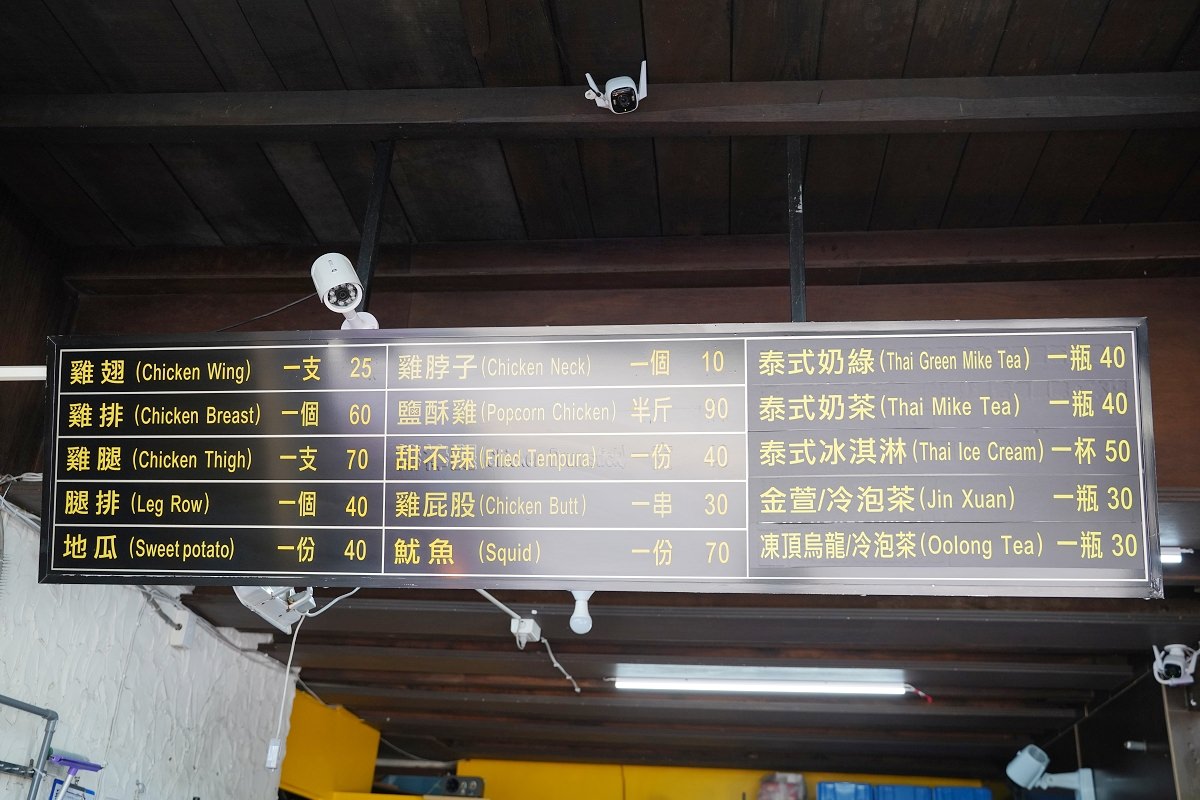 雞翅 (Chicken Wing) 一支 25
雞排 (Chicken Breast) 一個 60
雞腿 (Chicken Thigh) 一支 70
腿排 (Leg Row) 一個 40
地瓜 (Sweet potato) 一份 40
雞脖子 (Chicken Neck) 一個 10
鹽酥雞 (Popcorn Chicken) 半斤 90
甜不辣 (Fried Tempura) 一份 40
雞屁股 (Chicken Butt) 一串 30
魷魚 (Squid) 一份 70
泰式奶綠 (Thai Green Mike Tea) 一瓶 40
泰式奶茶 (Thai Mike Tea) 一瓶 40
泰式冰淇淋 (Thai Ice Cream) 一杯 50
金萱/冷泡茶 (Jin Xuan) 一瓶 30
凍頂烏龍/冷泡茶 (Oolong Tea) 一瓶 30